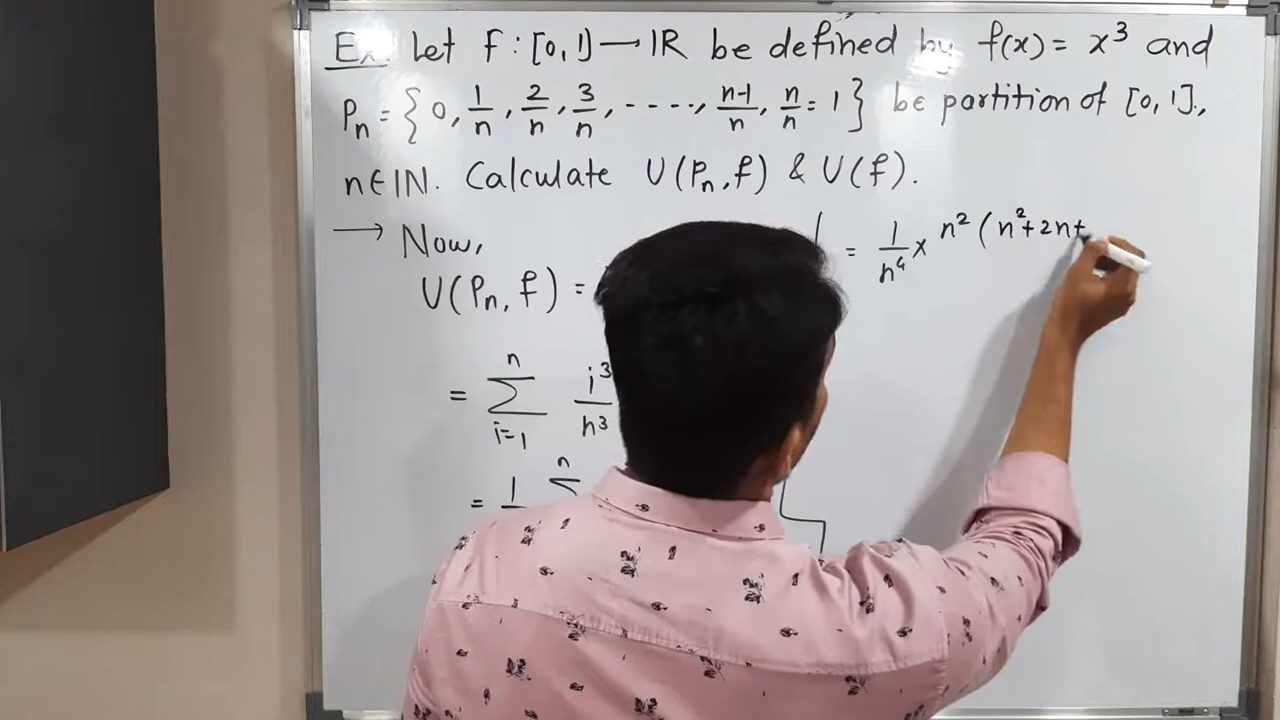 Ex. Let f : [0, 1] → IR be defined by f(x) = x³ and
Pₙ = { 0, 1/n, 2/n, 3/n, - - - -, n-1/n, n/n = 1 } be partition of [0, 1].,
n ∈ IN. Calculate U(Pₙ, f) & U(f).
→ Now,
U(Pₙ, f) =
= n Σ i=1 i³/n³
= 1 n Σ
= 1/n⁴ x n² (n² + 2n +